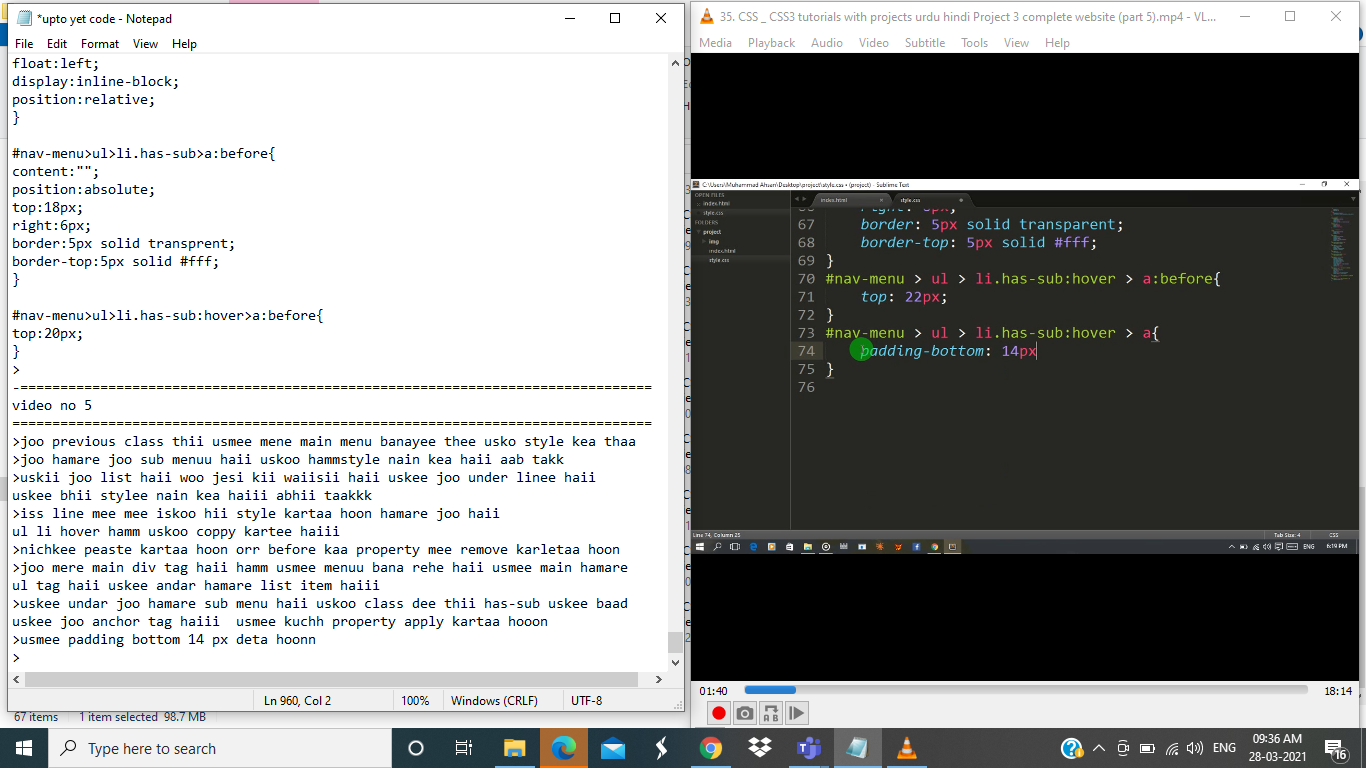 *upto yet code - Notepad
File Edit Format View Help
float:left;
display:inline-block;
position:relative;
}
#nav-menu>ul>li.has-sub>a:before{
content:"";
position:absolute;
top:18px;
right:6px;
border:5px solid transprent;
border-top:5px solid #fff;
}
#nav-menu>ul>li.has-sub:hover>a:before{
top:20px;
}
>
-===============================================================================
video no 5
================================================================================
>joo previous class thii usmee mene main menu banayee thee usko style kea thaa
>joo hamare joo sub menuu haii uskoo hammstyle nain kea haii aab takk
>uskii joo list haii woo jesi kii waiisii haii uskee joo under linee haii
uskee bhii stylee nain kea haiii abhii taakkk
>iss line mee mee iskoo hii style kartaa hoon hamare joo haii
ul li hover hamm uskoo coppy kartee haiii
>nichkee peaste kartaa hoon orr before kaa property mee remove karletaa hoon
>joo mere main div tag haii hamm usmee menuu bana rehe haii usmee main hamare
ul tag haii uskee andar hamare list item haiii
>uskee undar joo hamare sub menu haii uskoo class dee thii has-sub uskee baad
uskee joo anchor tag haiii  usmee kuchh property apply kartaa hooon
>usmee padding bottom 14 px deta hoonn
>
Ln 960, Col 2 100% Windows (CRLF) UTF-8
67 items 1 item selected 98.7 MB
35. CSS _ CSS3 tutorials with projects urdu hindi Project 3 complete website (part 5).mp4 - VL...
Media Playback Audio Video Subtitle Tools View Help
C:\Users\Muhammad Ahsan\Desktop\project\style.css • (project) - Sublime Text
OPEN FILES
index.html
style.css
FOLDERS
project
img
index.html
style.css
index.html style.css
67 border: 5px solid transparent;
68 border-top: 5px solid #fff;
69 }
70 #nav-menu > ul > li.has-sub:hover > a:before{
71 top: 22px;
72 }
73 #nav-menu > ul > li.has-sub:hover > a{
74 padding-bottom: 14px
75 }
76
Line 74, Column 25 Tab Size: 4 CSS
ENG 6:19 PM
01:40 18:14
Type here to search
ENG
09:36 AM
28-03-2021
16